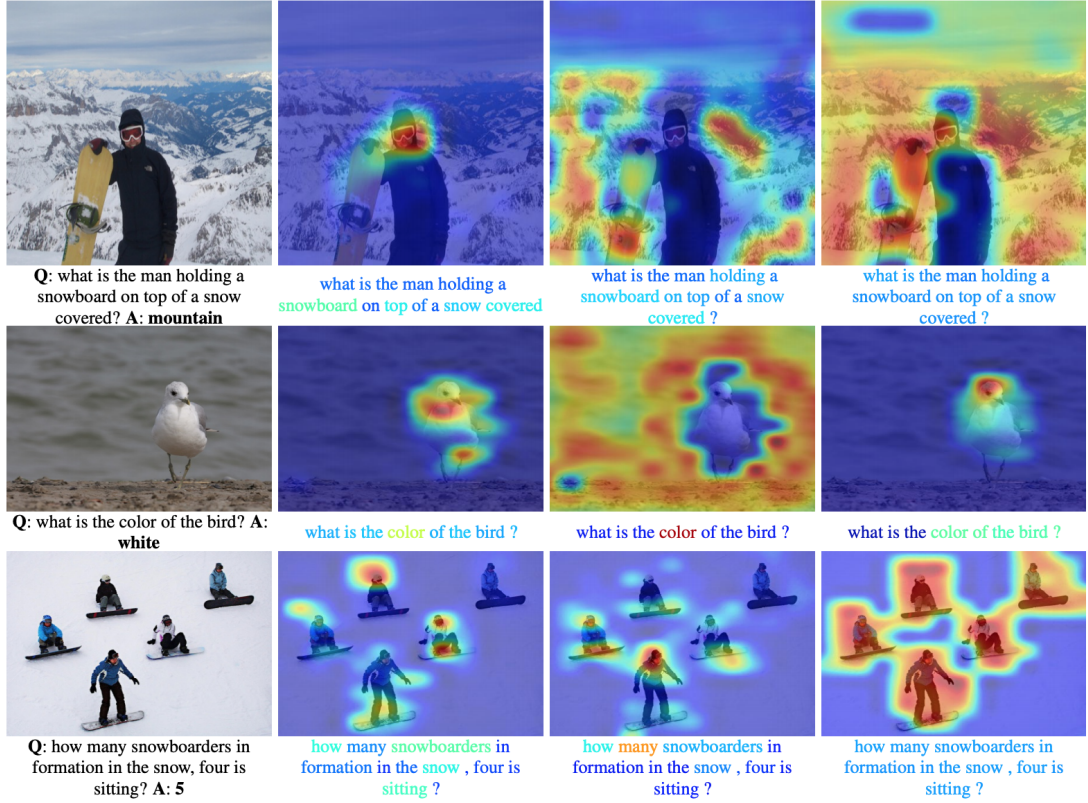 Q: what is the man holding a
snowboard on top of a snow
covered? A: mountain
what is the man holding a
snowboard on top of a snow covered
what is the man holding a
snowboard on top of a snow
covered ?
what is the man holding a
snowboard on top of a snow
covered ?
Q: what is the color of the bird? A:
white
what is the color of the bird ?
what is the color of the bird ?
what is the color of the bird ?
Q: how many snowboarders in
formation in the snow, four is
sitting? A: 5
how many snowboarders in
formation in the snow , four is
sitting ?
how many snowboarders in
formation in the snow , four is
sitting ?
how many snowboarders in
formation in the snow , four is
sitting ?